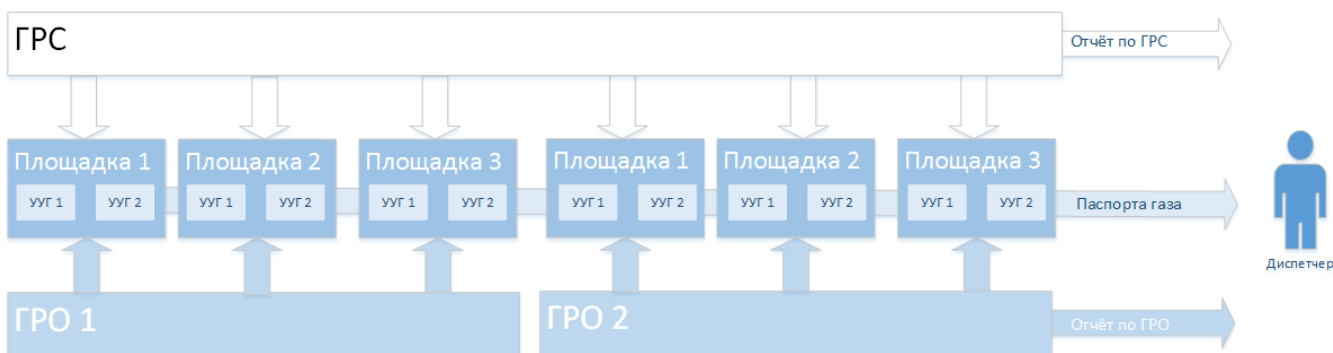 ГРС
Отчёт по ГРС
Площадка 1
Площадка 2
Площадка 3
Площадка 1
Площадка 2
Площадка 3
УУГ 1
УУГ 2
УУГ 1
УУГ 2
УУГ 1
УУГ 2
УУГ 1
УУГ 2
УУГ 1
УУГ 2
УУГ 1
УУГ 2
Паспорта газа
Диспетчер
ГРО 1
ГРО 2
Отчёт по ГРО